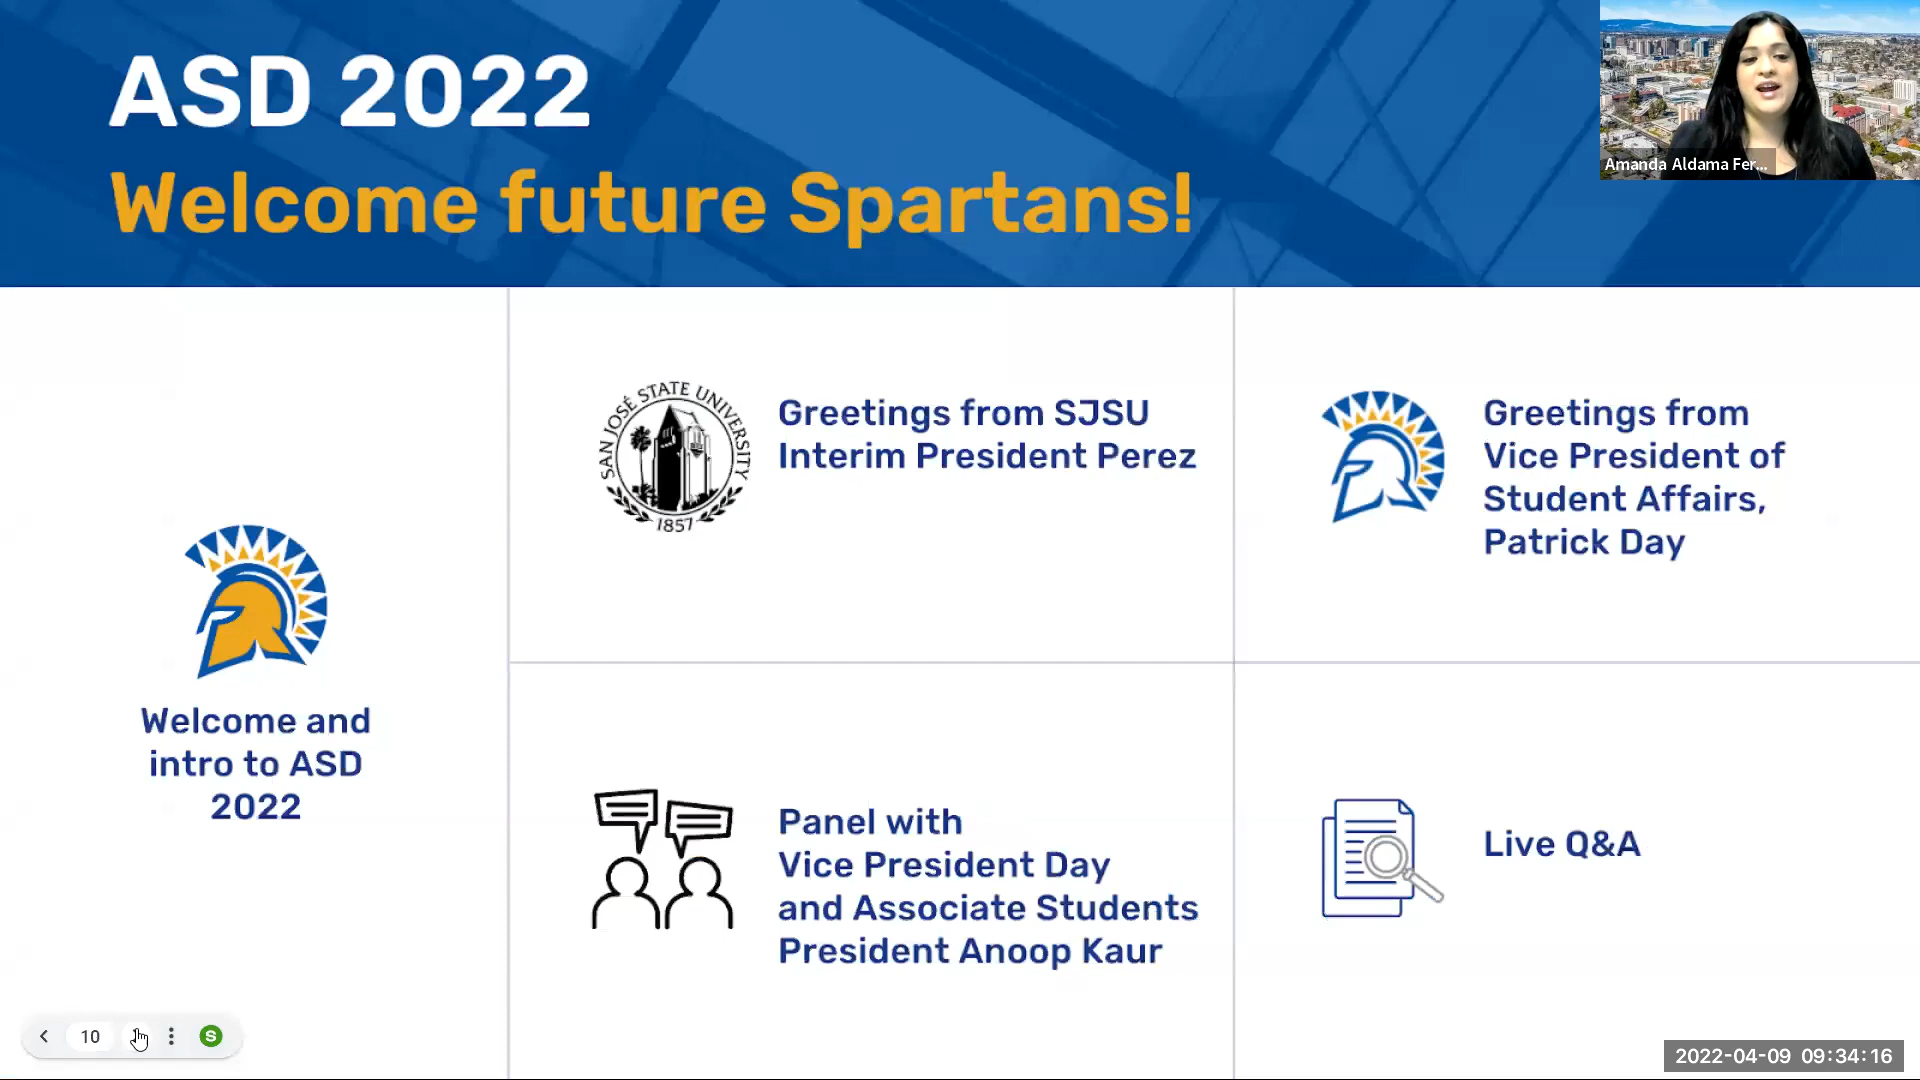 ASD 2022
Welcome future Spartans!
Amanda Aldama Fer...
Welcome and
intro to ASD
2022
SAN JOSÉ STATE UNIVERSITY
1857
Greetings from SJSU
Interim President Perez
Greetings from
Vice President of
Student Affairs,
Patrick Day
Panel with
Vice President Day
and Associate Students
President Anoop Kaur
Live Q&A
10
S
2022-04-09 09:34:16